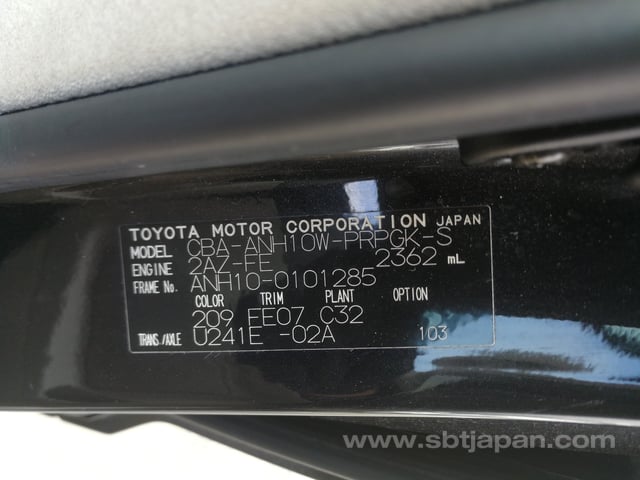 TOYOTA MOTOR CORPORATION JAPAN
MODEL CBA-ANH10W-PRPGK-S
ENGINE 2AZ-FE 2362 mL
FRAME No. ANH10-0101285
COLOR TRIM PLANT OPTION
209 FE07 C32
TRANS./AXLE U241E -02A 103
www.sbtjapan.com